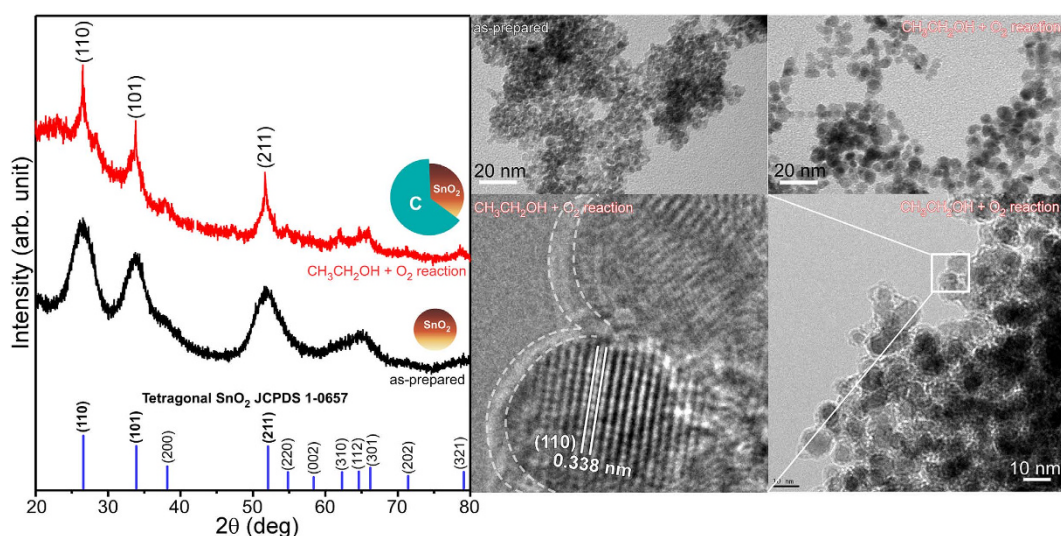 (110)
(101)
(211)
C
SnO₂
CH₃CH₂OH + O₂ reaction
SnO₂
as-prepared
Tetragonal SnO₂ JCPDS 1-0657
(110)
(101)
(200)
(211)
(220)
(002)
(310)
(112)
(301)
(202)
(321)
Intensity (arb. unit)
20 30 40 50 60 70 80
2θ (deg)
as-prepared
20 nm
CH₃CH₂OH + O₂ reaction
20 nm
CH₃CH₂OH + O₂ reaction
(110)
0.338 nm
CH₃CH₂OH + O₂ reaction
10 nm
10 nm